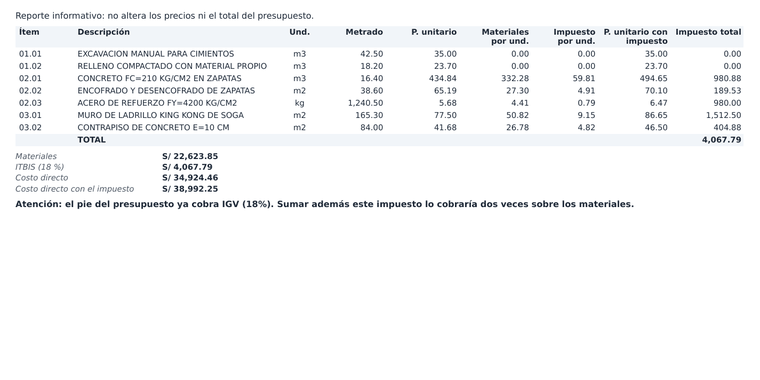 Reporte informativo: no altera los precios ni el total del presupuesto.
Ítem Descripción Und. Metrado P. unitario Materiales por und. Impuesto por und. P. unitario con impuesto Impuesto total
01.01 EXCAVACION MANUAL PARA CIMIENTOS m3 42.50 35.00 0.00 0.00 35.00 0.00
01.02 RELLENO COMPACTADO CON MATERIAL PROPIO m3 18.20 23.70 0.00 0.00 23.70 0.00
02.01 CONCRETO FC=210 KG/CM2 EN ZAPATAS m3 16.40 434.84 332.28 59.81 494.65 980.88
02.02 ENCOFRADO Y DESENCOFRADO DE ZAPATAS m2 38.60 65.19 27.30 4.91 70.10 189.53
02.03 ACERO DE REFUERZO FY=4200 KG/CM2 kg 1,240.50 5.68 4.41 0.79 6.47 980.00
03.01 MURO DE LADRILLO KING KONG DE SOGA m2 165.30 77.50 50.82 9.15 86.65 1,512.50
03.02 CONTRAPISO DE CONCRETO E=10 CM m2 84.00 41.68 26.78 4.82 46.50 404.88
TOTAL 4,067.79
Materiales S/ 22,623.85
ITBIS (18 %) S/ 4,067.79
Costo directo S/ 34,924.46
Costo directo con el impuesto S/ 38,992.25
Atención: el pie del presupuesto ya cobra IGV (18%). Sumar además este impuesto lo cobraría dos veces sobre los materiales.